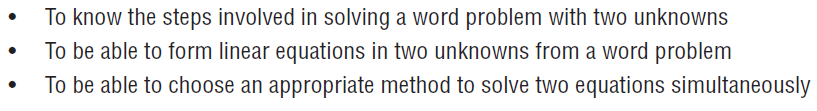 • To know the steps involved in solving a word problem with two unknowns
• To be able to form linear equations in two unknowns from a word problem
• To be able to choose an appropriate method to solve two equations simultaneously